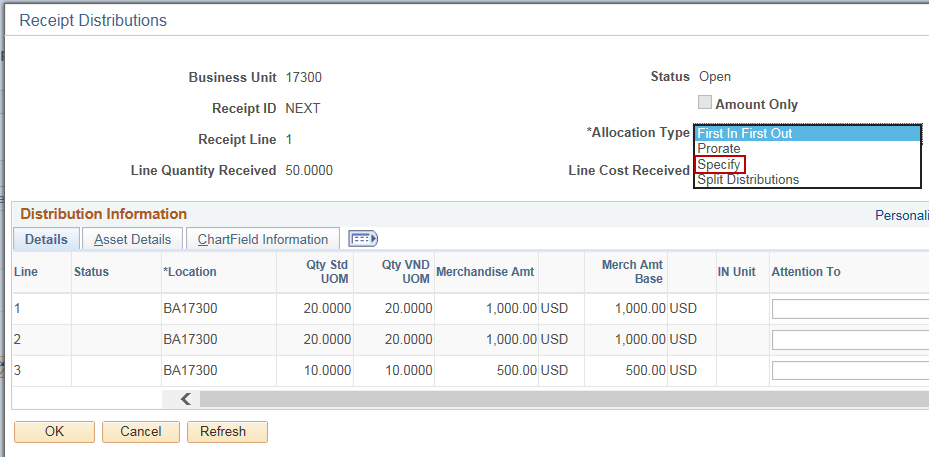 Receipt Distributions
Business Unit 17300
Status Open
Receipt ID NEXT
Amount Only
Receipt Line 1
*Allocation Type First In First Out
Prorate
Specify
Split Distributions
Line Quantity Received 50.0000
Line Cost Received
Distribution Information
Personali
Details Asset Details ChartField Information
Line Status *Location Qty Std UOM Qty VND UOM Merchandise Amt Merch Amt Base IN Unit Attention To
1 BA17300 20.0000 20.0000 1,000.00 USD 1,000.00 USD
2 BA17300 20.0000 20.0000 1,000.00 USD 1,000.00 USD
3 BA17300 10.0000 10.0000 500.00 USD 500.00 USD
OK Cancel Refresh